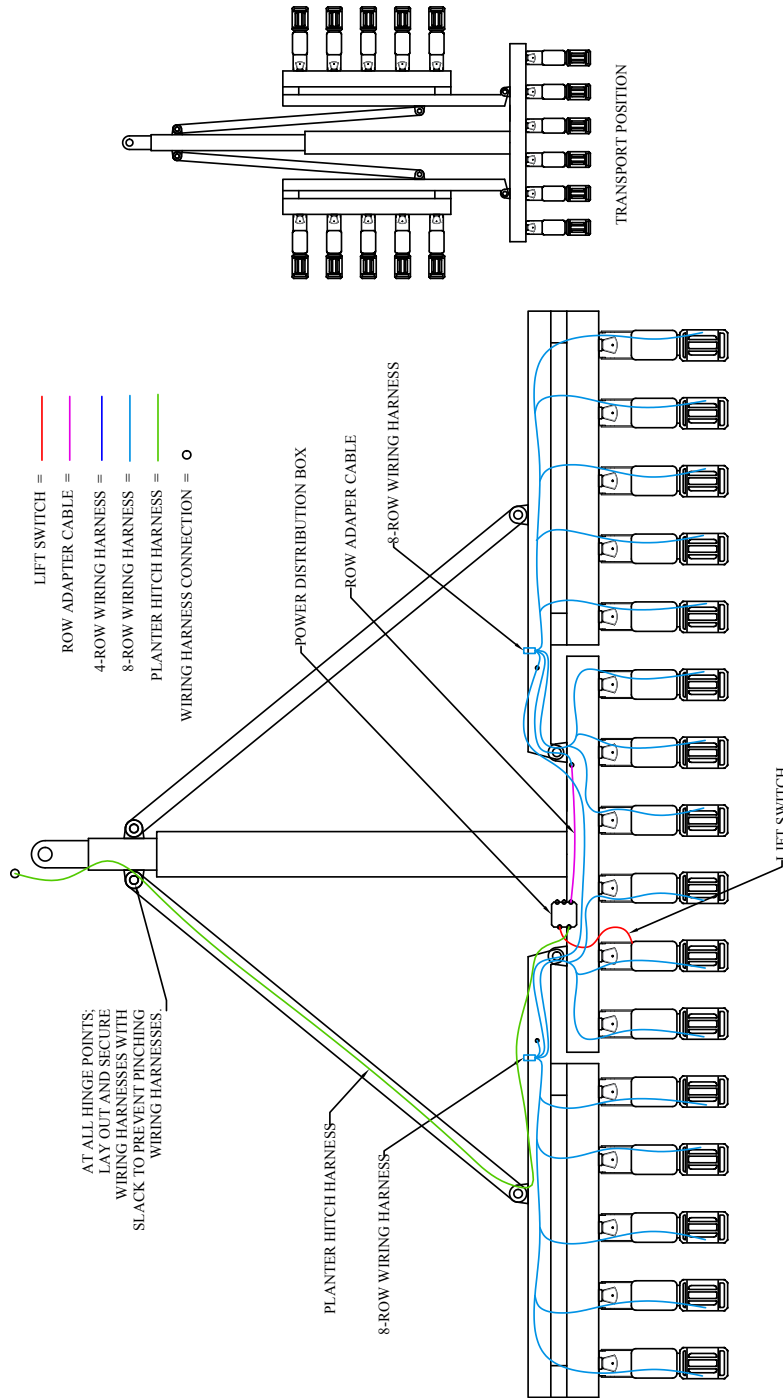 LIFT SWITCH =
ROW ADAPTER CABLE =
4-ROW WIRING HARNESS =
8-ROW WIRING HARNESS =
PLANTER HITCH HARNESS =
WIRING HARNESS CONNECTION =
AT ALL HINGE POINTS;
LAY OUT AND SECURE
WIRING HARNESSES WITH
SLACK TO PREVENT PINCHING
WIRING HARNESSES.
PLANTER HITCH HARNESS
8-ROW WIRING HARNESS
POWER DISTRIBUTION BOX
ROW ADAPER CABLE
8-ROW WIRING HARNESS
LIFT SWITCH
TRANSPORT POSITION